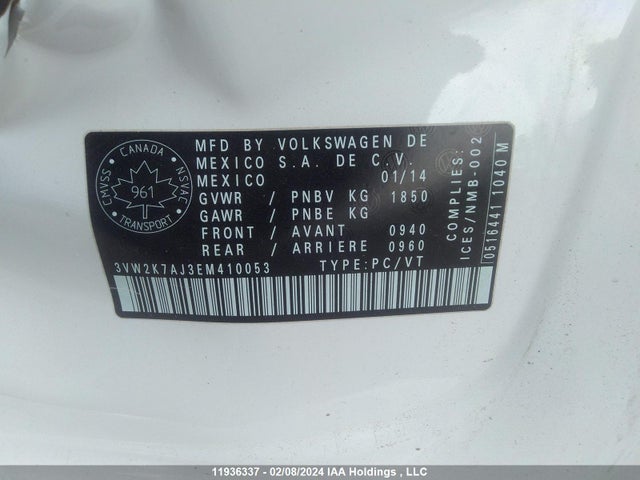 CANADA
CMVSS 961 NSVAC
TRANSPORT
MFD BY VOLKSWAGEN DE
MEXICO S.A. DE C.V.
MEXICO 01/14
GVWR / PNBV KG 1850
GAWR / PNBE KG
FRONT / AVANT 0940
REAR / ARRIERE 0960
3VW2K7AJ3EM410053 TYPE:PC/VT
COMPLIES:
ICES/NMB-002
0516441 1040 M
11936337 - 02/08/2024 IAA Holdings , LLC